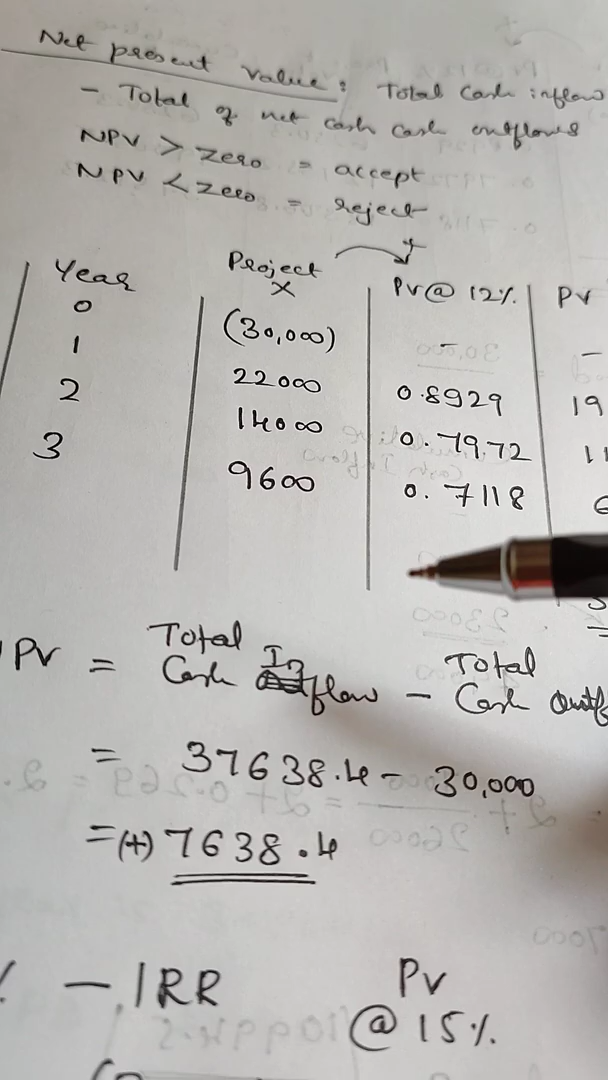 Net present value: Total Cash inflow
- Total of net cash cash outflows
NPV > zero = accept
NPV < zero = reject
Year Project X PV@ 12% PV
0 (30,000) - -
1 22000 0.8929 19
2 14000 0.7972 11
3 9600 0.7118 6
PV = Total Cash Inflow - Total Cash outf
= 37638.4 - 30,000
= (+) 7638.4
% - IRR PV @ 15%